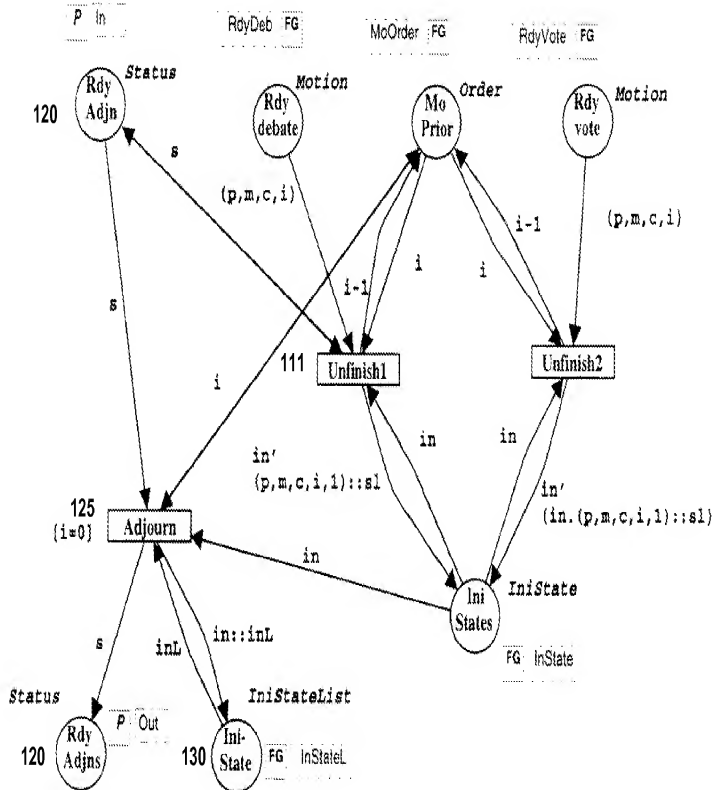 P In
RdyDeb FG
MoOrder FG
RdyVote FG
Status
Motion
Order
Motion
120
Rdy
Adjn
Rdy
debate
Mo
Prior
Rdy
vote
s
(p,m,c,i)
(p,m,c,i)
i-1
i
i-1
i
s
i
111
Unfinish1
Unfinish2
in'
(p,m,c,i,1)::sl
in
in
in'
(in.(p,m,c,i,1)::sl)
125
{i=0}
Adjourn
in
IniState
Ini
States
FG InState
s
inL
in::inL
Status
P Out
IniStateList
120
Rdy
Adjns
130
Ini-
State
FG InStateL